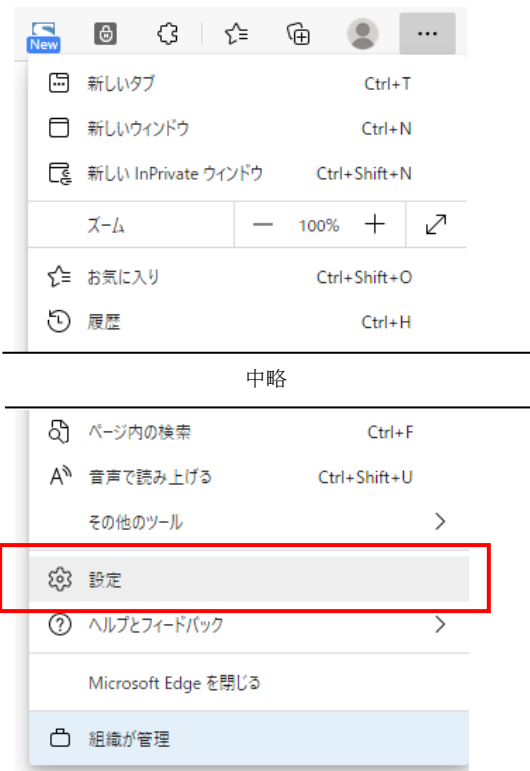 New
新しいタブ Ctrl+T
新しいウィンドウ Ctrl+N
新しい InPrivate ウィンドウ Ctrl+Shift+N
ズーム 100%
お気に入り Ctrl+Shift+O
履歴 Ctrl+H
中略
ページ内の検索 Ctrl+F
音声で読み上げる Ctrl+Shift+U
その他のツール
設定
ヘルプとフィードバック
Microsoft Edge を閉じる
組織が管理